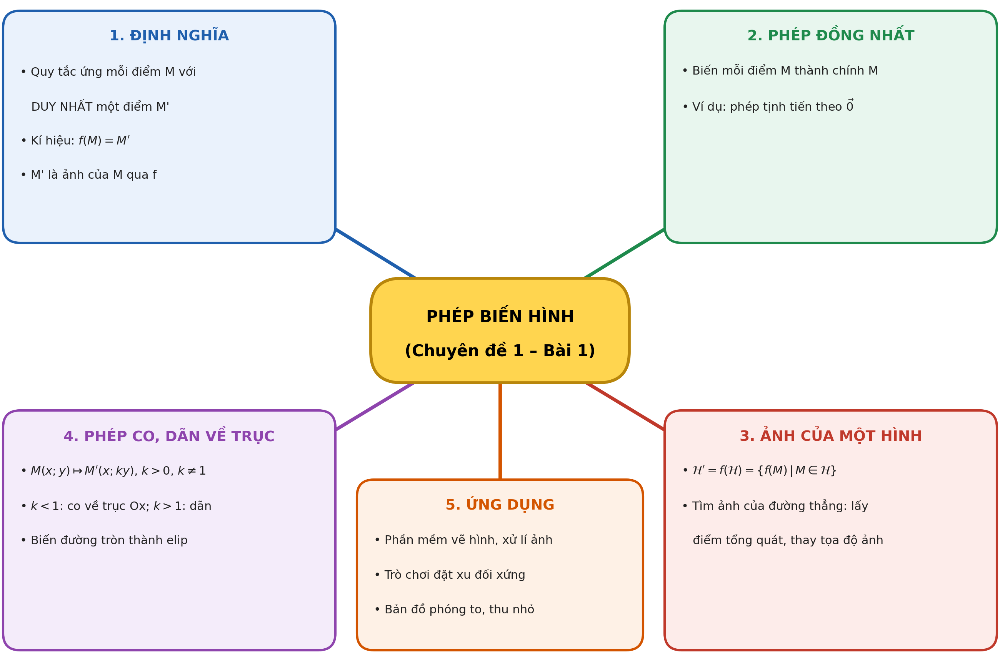 1. ĐỊNH NGHĨA
• Quy tắc ứng mỗi điểm M với
DUY NHẤT một điểm M'
• Kí hiệu: f(M) = M′
• M' là ảnh của M qua f
2. PHÉP ĐỒNG NHẤT
• Biến mỗi điểm M thành chính M
• Ví dụ: phép tịnh tiến theo 0⃗
PHÉP BIẾN HÌNH
(Chuyên đề 1 – Bài 1)
4. PHÉP CO, DÃN VỀ TRỤC
• M(x; y) ↦ M′(x; ky), k > 0, k ≠ 1
• k < 1: co về trục Ox; k > 1: dãn
• Biến đường tròn thành elip
5. ỨNG DỤNG
• Phần mềm vẽ hình, xử lí ảnh
• Trò chơi đặt xu đối xứng
• Bản đồ phóng to, thu nhỏ
3. ẢNH CỦA MỘT HÌNH
• ℋ′ = f(ℋ) = {f(M) | M ∈ ℋ}
• Tìm ảnh của đường thẳng: lấy
điểm tổng quát, thay tọa độ ảnh